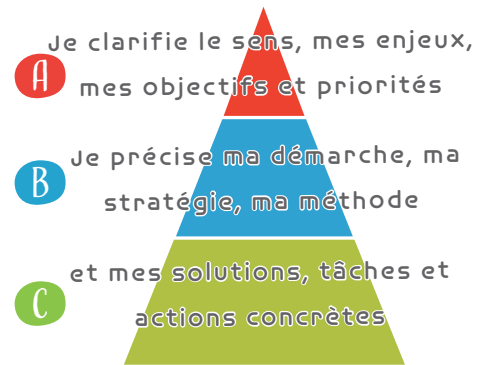 Je clarifie le sens, mes enjeux,
A
mes objectifs et priorités
Je précise ma démarche, ma
B
stratégie, ma méthode
et mes solutions, tâches et
C
actions concrètes